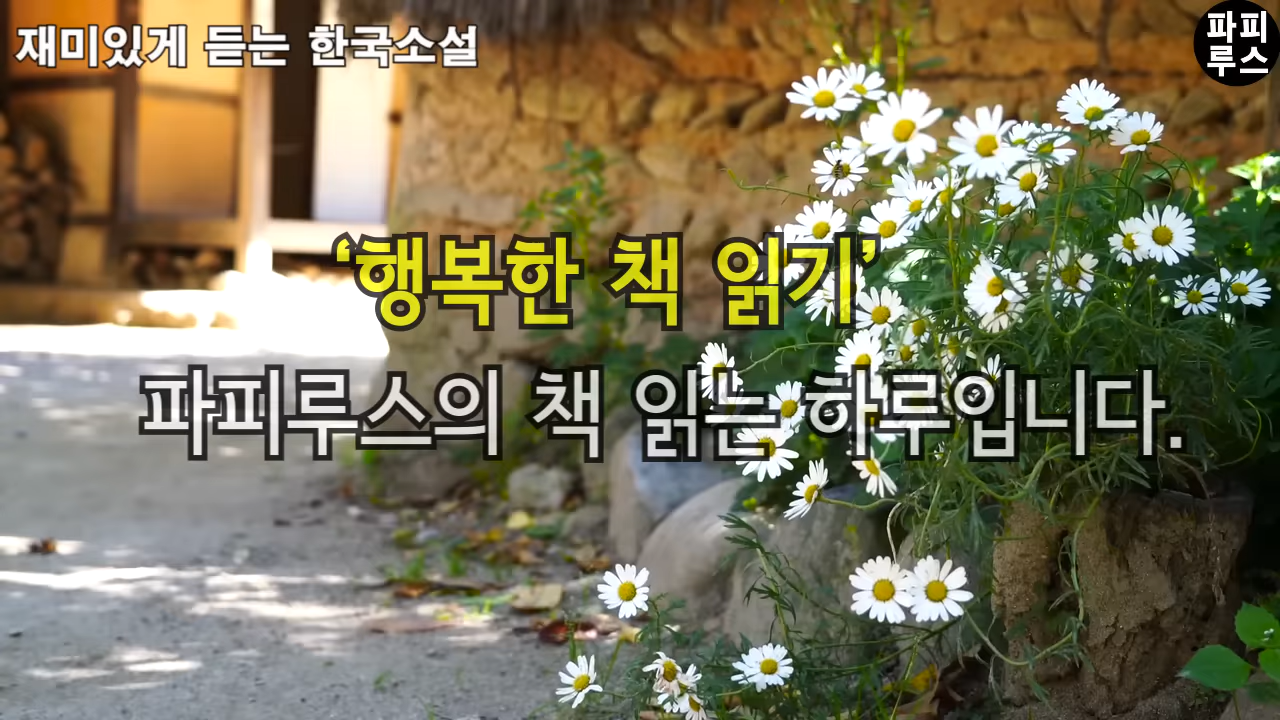 재미있게 듣는 한국소설
파피
루스
‘행복한 책 읽기’
파피루스의 책 읽는 하루입니다.